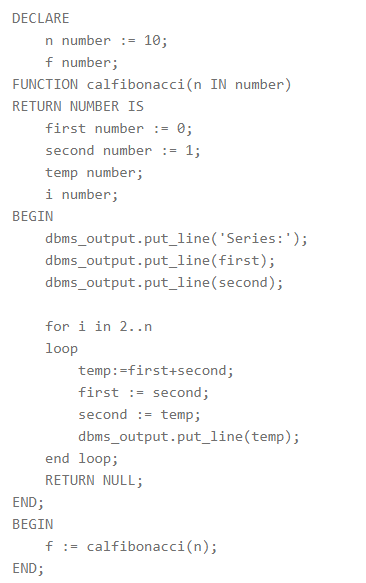 DECLARE
    n number := 10;
    f number;
FUNCTION calfibonacci(n IN number)
RETURN NUMBER IS
    first number := 0;
    second number := 1;
    temp number;
    i number;
BEGIN
    dbms_output.put_line('Series:');
    dbms_output.put_line(first);
    dbms_output.put_line(second);

    for i in 2..n
    loop
        temp:=first+second;
        first := second;
        second := temp;
        dbms_output.put_line(temp);
    end loop;
    RETURN NULL;
END;
BEGIN
    f := calfibonacci(n);
END;